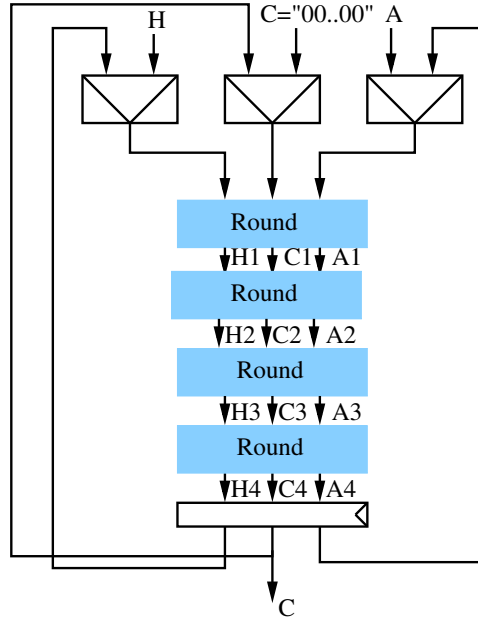 H C="00..00" A
Round
H1 C1 A1
Round
H2 C2 A2
Round
H3 C3 A3
Round
H4 C4 A4
C